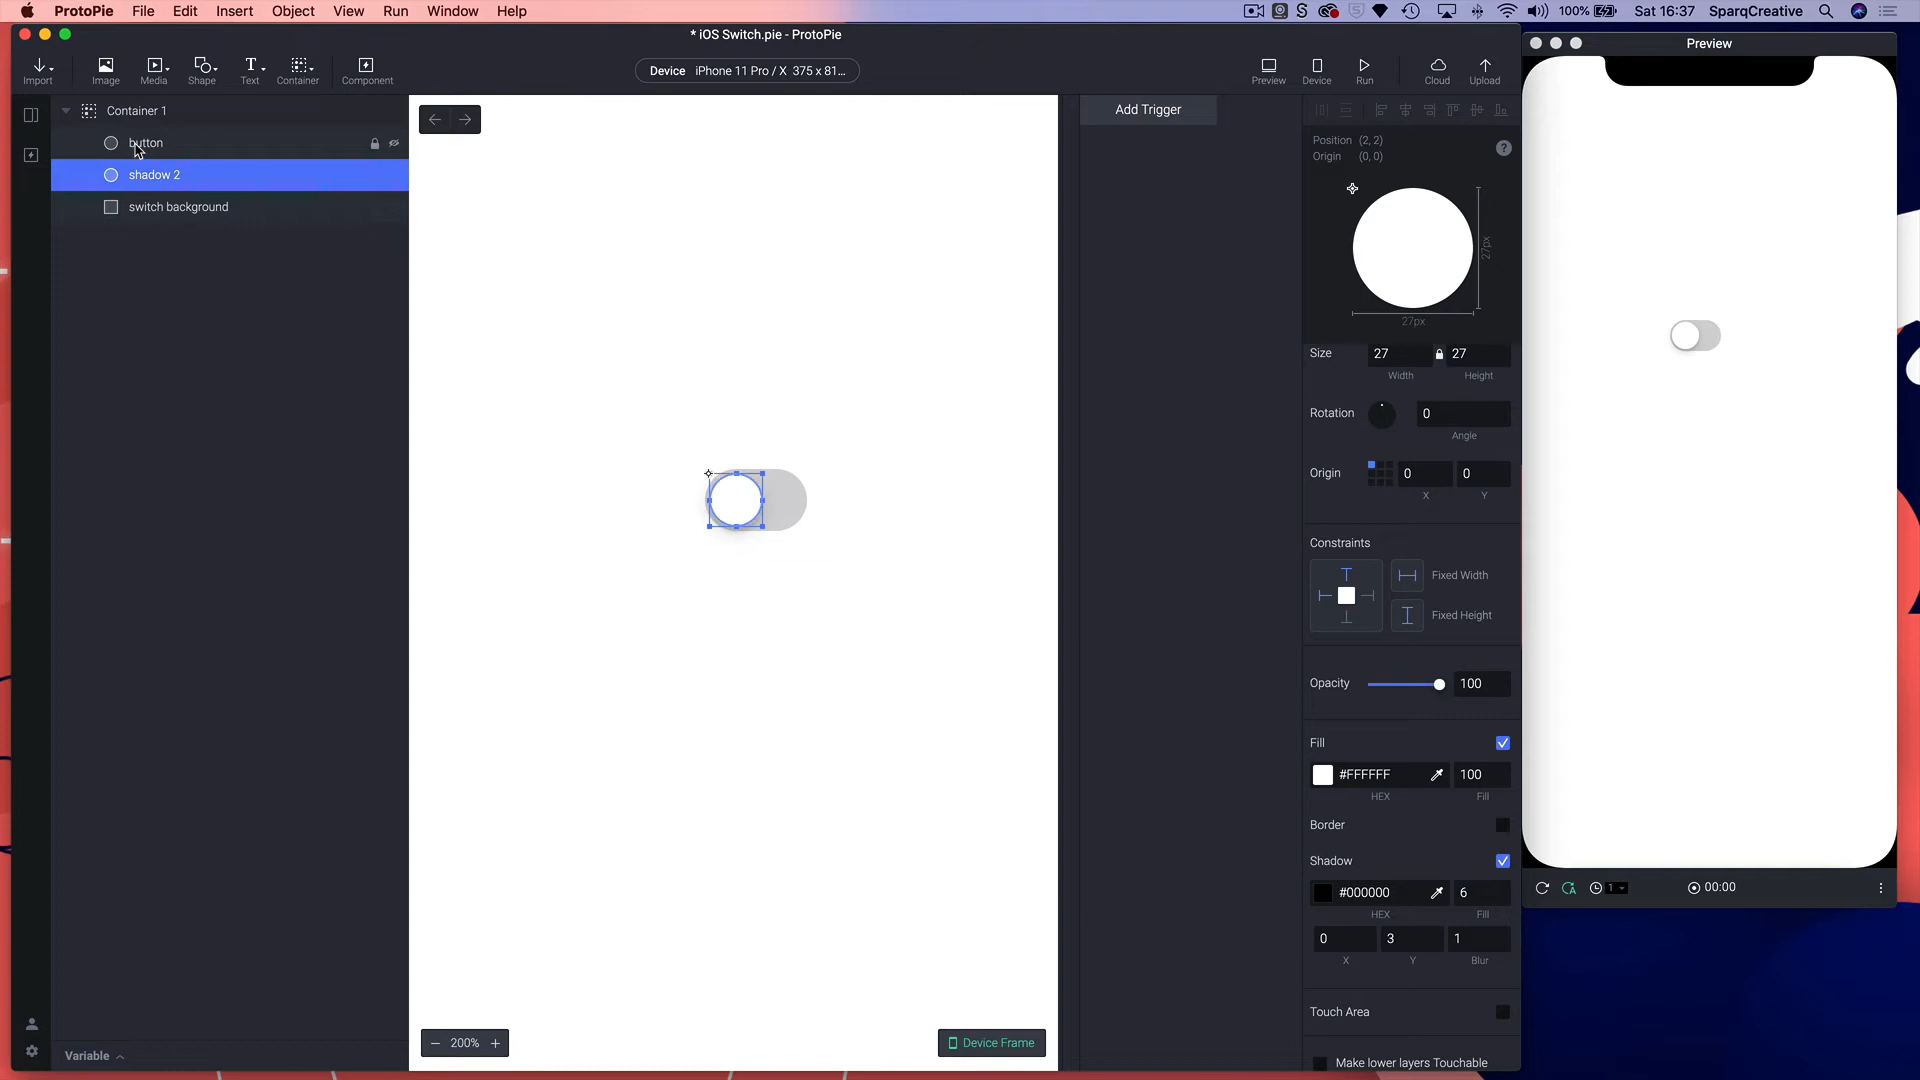 ProtoPie File Edit Insert Object View Run Window Help
100% Sat 16:37 SparqCreative
* iOS Switch.pie - ProtoPie
Preview
Import Image Media Shape Text Container Component
Device iPhone 11 Pro / X 375 x 81...
Preview Device Run Cloud Upload
Container 1
button
shadow 2
switch background
Add Trigger
Position (2, 2)
Origin (0, 0)
?
27px
27px
Size 27 27
Width Height
Rotation 0
Angle
Origin 0 0
X Y
Constraints
Fixed Width
Fixed Height
Opacity 100
Fill
#FFFFFF 100
HEX Fill
Border
Shadow
#000000 6
HEX Fill
0 3 1
X Y Blur
Touch Area
Make lower layers Touchable
Variable
200%
Device Frame
1 00:00